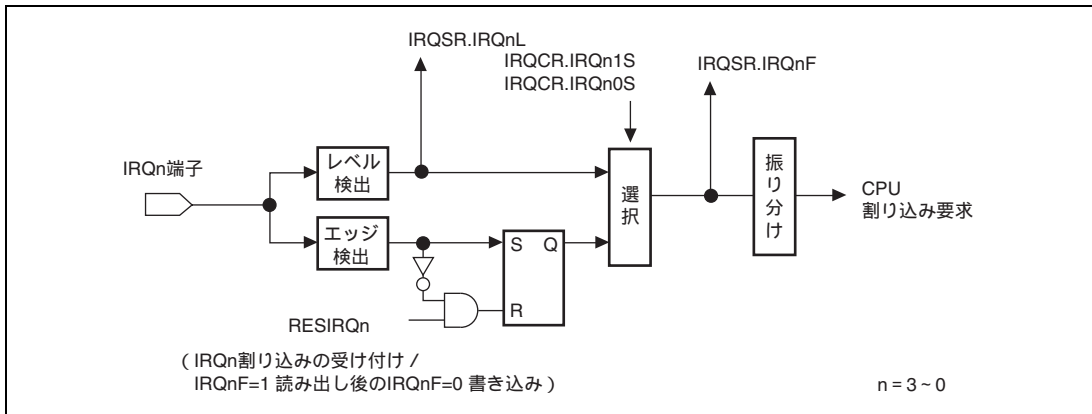 IRQSR.IRQnL
IRQCR.IRQn1S
IRQCR.IRQn0S
IRQSR.IRQnF
IRQn端子
レベル
検出
エッジ
検出
S Q
R
選択
振り分け
CPU
割り込み要求
RESIRQn
（IRQn割り込みの受け付け /
IRQnF=1 読み出し後のIRQnF=0 書き込み）
n = 3 ~ 0